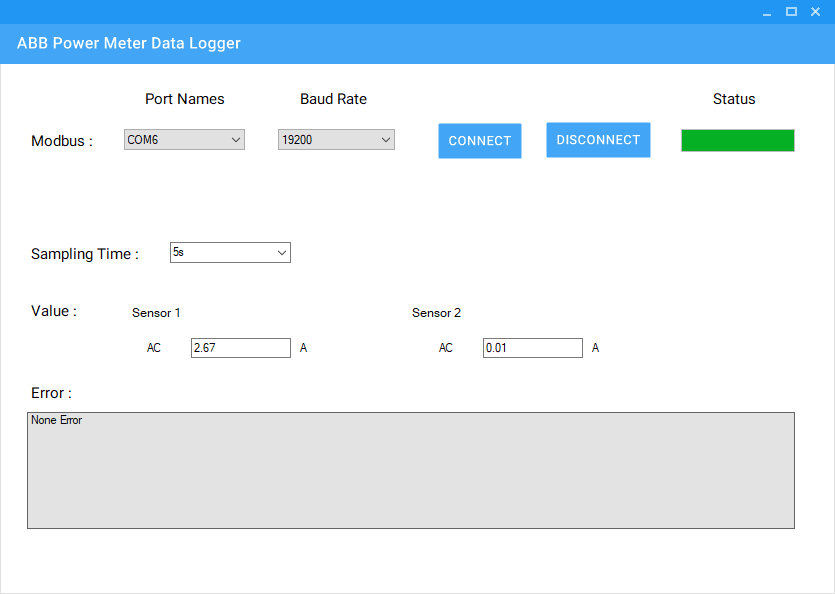 ABB Power Meter Data Logger
Port Names
Baud Rate
Status
Modbus :
COM6
19200
CONNECT
DISCONNECT
Sampling Time :
5s
Value :
Sensor 1
Sensor 2
AC
2.67
A
AC
0.01
A
Error :
None Error